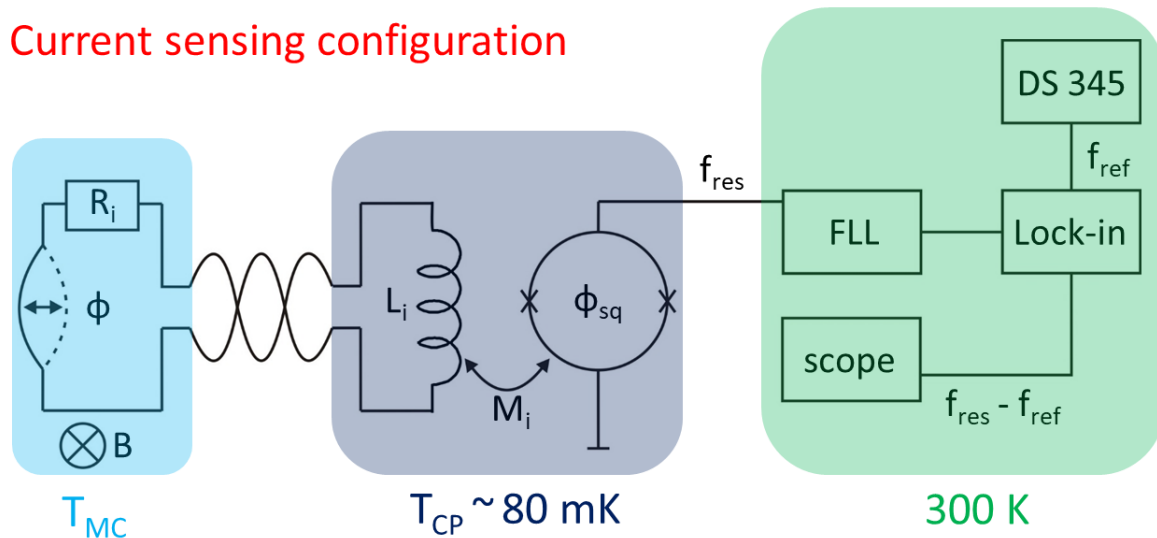 Current sensing configuration
DS 345
f_ref
f_res
R_i
FLL
Lock-in
ϕ
L_i
ϕ_sq
scope
M_i
f_res - f_ref
B
T_MC
T_CP ~ 80 mK
300 K